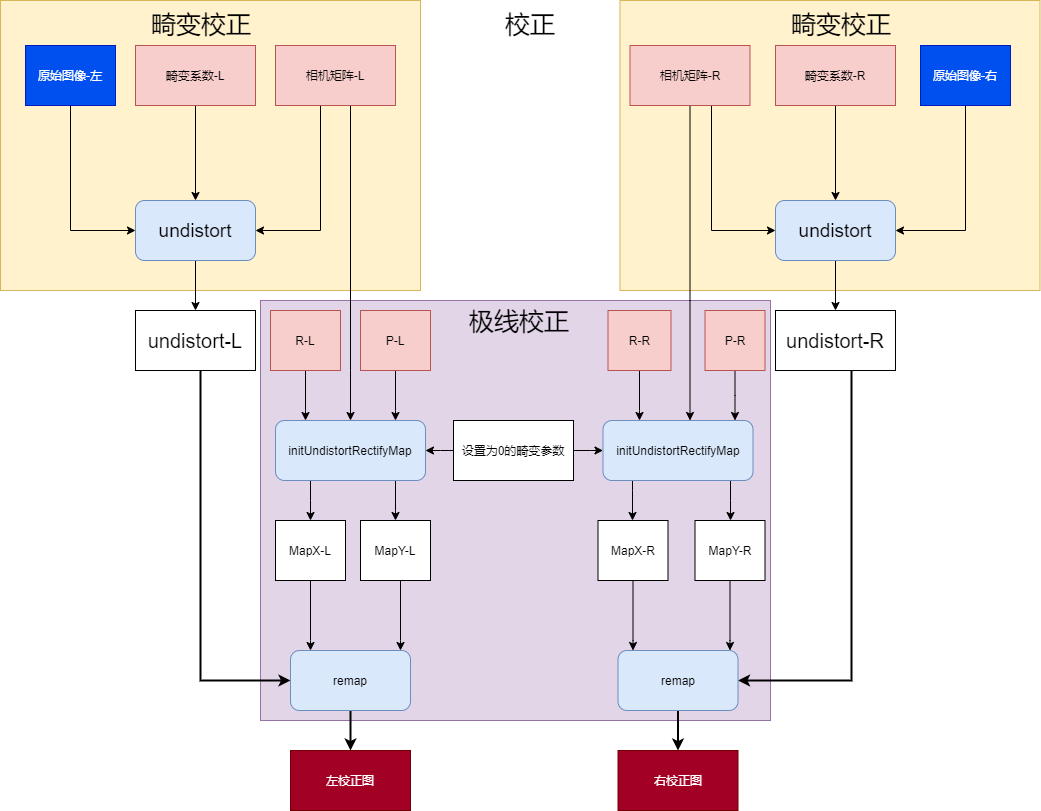 畸变校正
校正
畸变校正
原始图像-左
畸变系数-L
相机矩阵-L
相机矩阵-R
畸变系数-R
原始图像-右
undistort
undistort
极线校正
undistort-L
R-L
P-L
R-R
P-R
undistort-R
initUndistortRectifyMap
设置为0的畸变参数
initUndistortRectifyMap
MapX-L
MapY-L
MapX-R
MapY-R
remap
remap
左校正图
右校正图